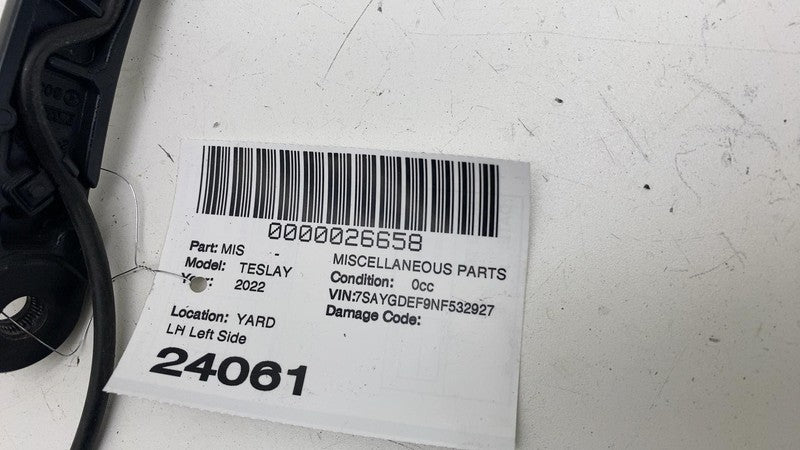 0000026658
Part: MIS - MISCELLANEOUS PARTS
Model: TESLAY Condition: 0cc
Year: 2022 VIN:7SAYGDEF9NF532927
Damage Code:
Location: YARD
LH Left Side
24061